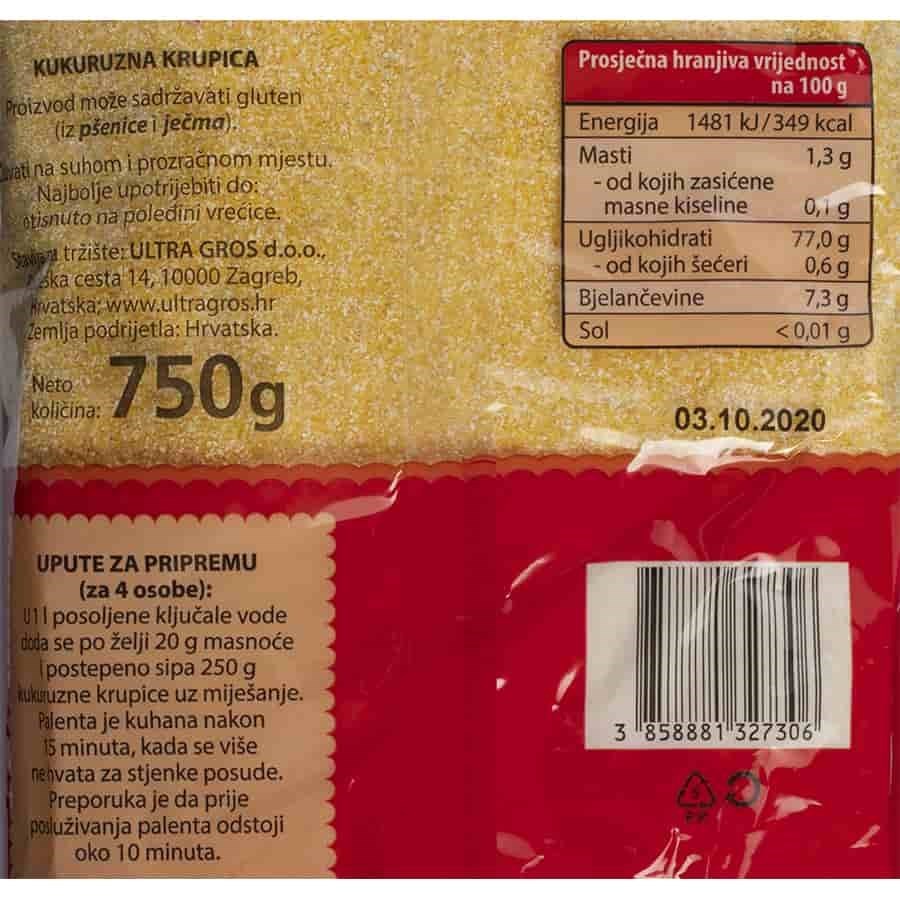 KUKURUZNA KRUPICA
Proizvod može sadržavati gluten
(iz pšenice i ječma).
na suhom i prozračnom mjestu.
Najbolje upotrijebiti do:
otisnuto na poleđini vrećice.
tržište: ULTRA GROS d.o.o.,
cesta 14, 10000 Zagreb,
Hrvatska; www.ultragros.hr
Zemlja podrijetla: Hrvatska.
Neto
količina: 750g
Prosječna hranjiva vrijednost
na 100 g
Energija 1481 kJ/349 kcal
Masti 1,3 g
- od kojih zasićene
masne kiseline 0,1 g
Ugljikohidrati 77,0 g
- od kojih šećeri 0,6 g
Bjelančevine 7,3 g
Sol < 0,01 g
03.10.2020
UPUTE ZA PRIPREMU
(za 4 osobe):
U 1 l posoljene ključale vode
doda se po želji 20 g masnoće
i postepeno sipa 250 g
kukuruzne krupice uz miješanje.
Palenta je kuhana nakon
15 minuta, kada se više
ne hvata za stjenke posude.
Preporuka je da prije
posluživanja palenta odstoji
oko 10 minuta.
3 858881 327306
5
PP